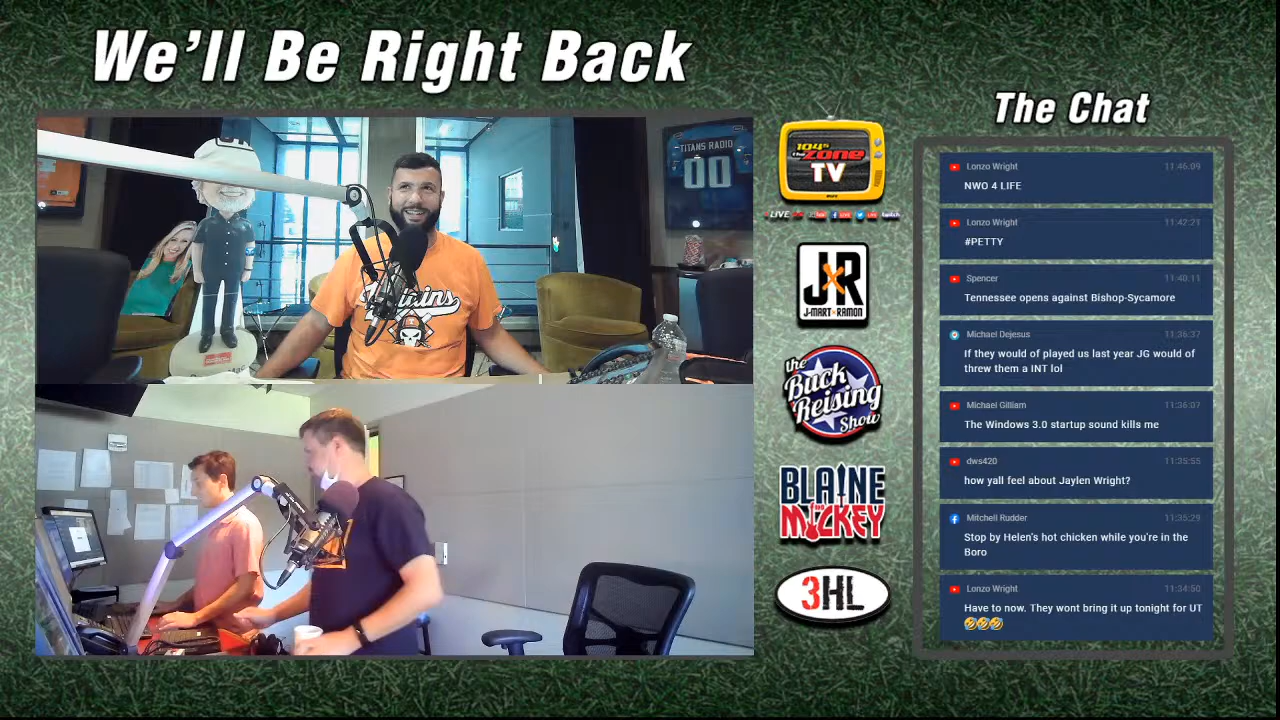 We'll Be Right Back
The Chat
TITANS RADIO
00
104.5
the ZONE
TV
LIVE
JxR
J-MART x RAMON
the
Buck
Reising
Show
BLAINE
AND
MICKEY
3HL
Lonzo Wright 11:46:09
NWO 4 LIFE
Lonzo Wright 11:42:21
#PETTY
Spencer 11:40:11
Tennessee opens against Bishop-Sycamore
Michael Dejesus 11:36:37
If they would of played us last year JG would of
threw them a INT lol
Michael Gilliam 11:36:07
The Windows 3.0 startup sound kills me
dws420 11:35:55
how yall feel about Jaylen Wright?
Mitchell Rudder 11:35:29
Stop by Helen's hot chicken while you're in the
Boro
Lonzo Wright 11:34:50
Have to now. They wont bring it up tonight for UT
🤣🤣🤣